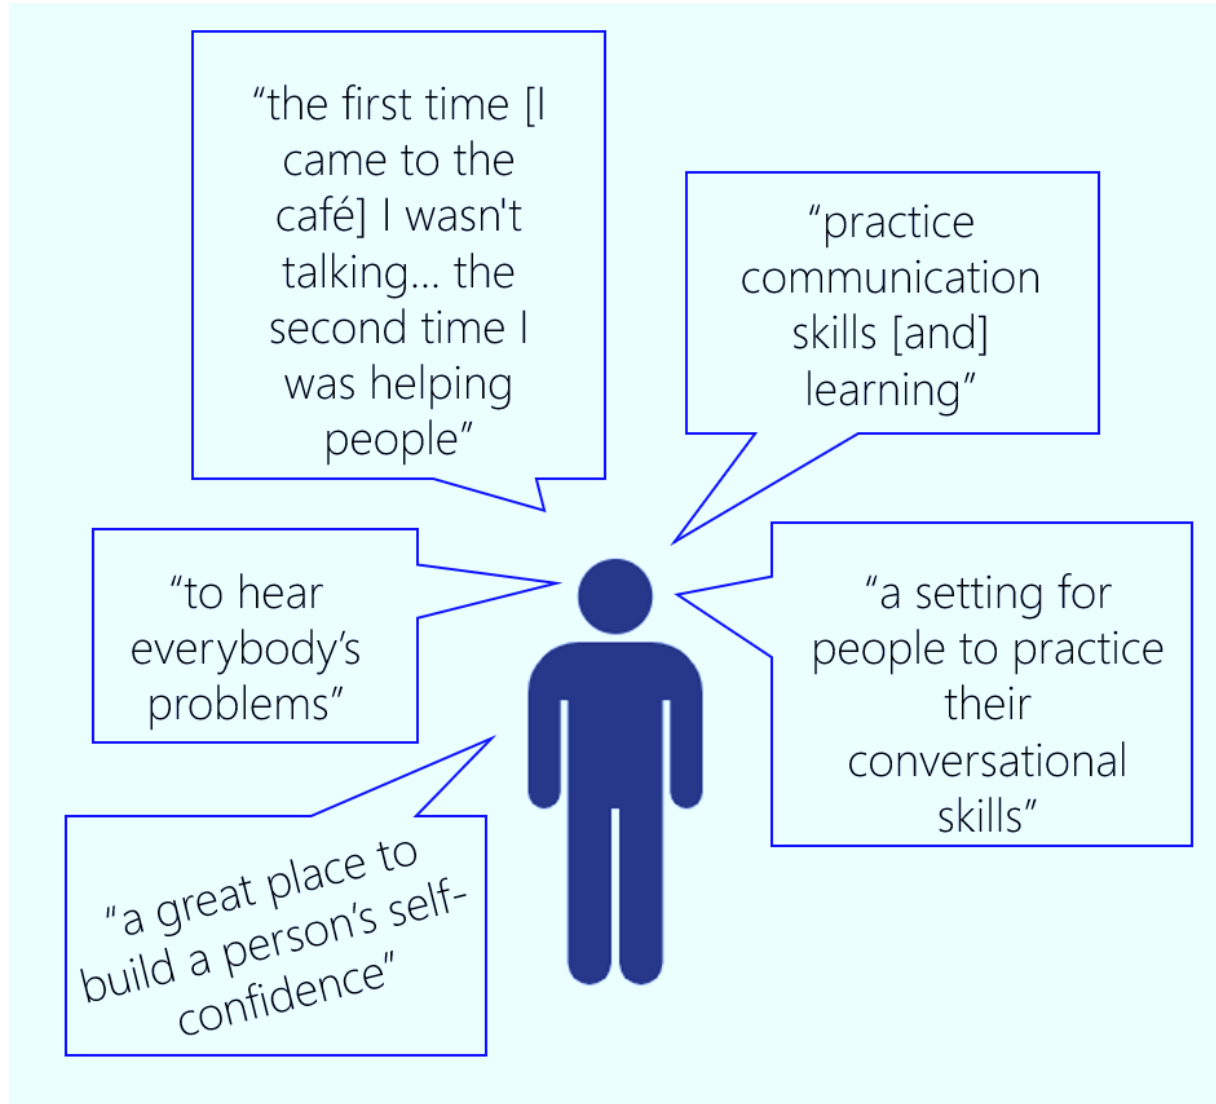 “the first time [I
came to the
café] I wasn't
talking... the
second time I
was helping
people”
“practice
communication
skills [and]
learning”
“to hear
everybody’s
problems”
“a setting for
people to practice
their
conversational
skills”
“a great place to
build a person’s self-
confidence”